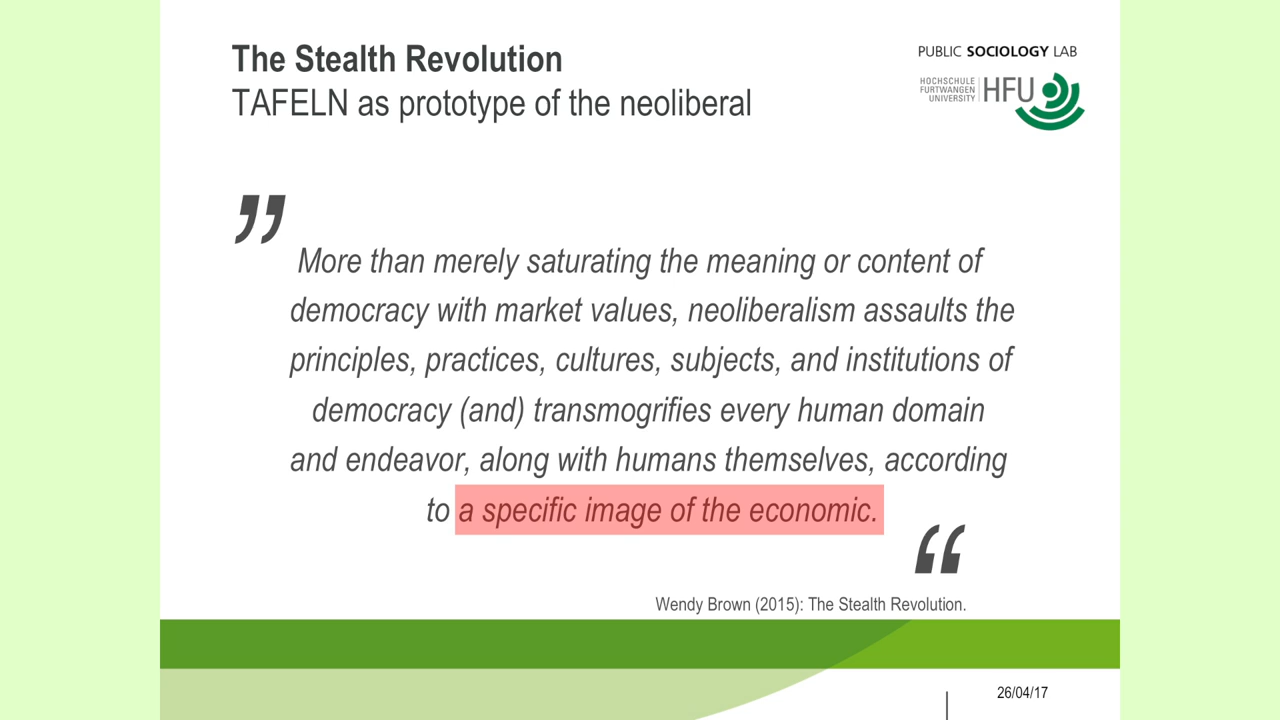 The Stealth Revolution
TAFELN as prototype of the neoliberal
PUBLIC SOCIOLOGY LAB
HOCHSCHULE
FURTWANGEN
UNIVERSITY
HFU
”
More than merely saturating the meaning or content of
democracy with market values, neoliberalism assaults the
principles, practices, cultures, subjects, and institutions of
democracy (and) transmogrifies every human domain
and endeavor, along with humans themselves, according
to a specific image of the economic.
“
Wendy Brown (2015): The Stealth Revolution.
26/04/17